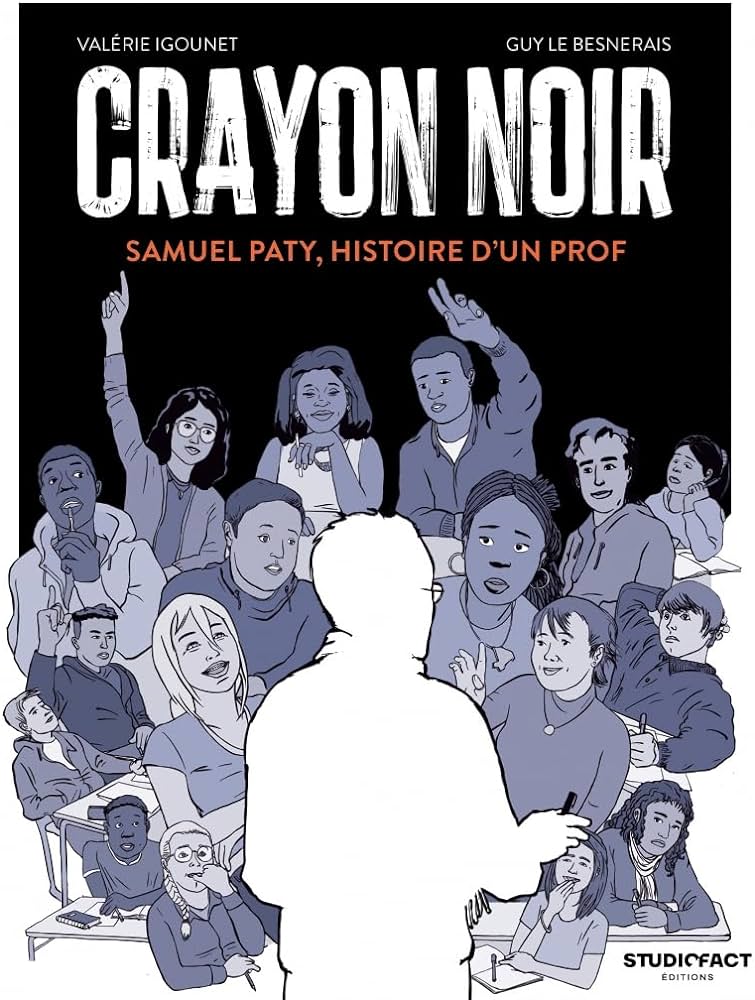 VALÉRIE IGOUNET
GUY LE BESNERAIS
CRAYON NOIR
SAMUEL PATY, HISTOIRE D'UN PROF
STUDIOFACT
ÉDITIONS